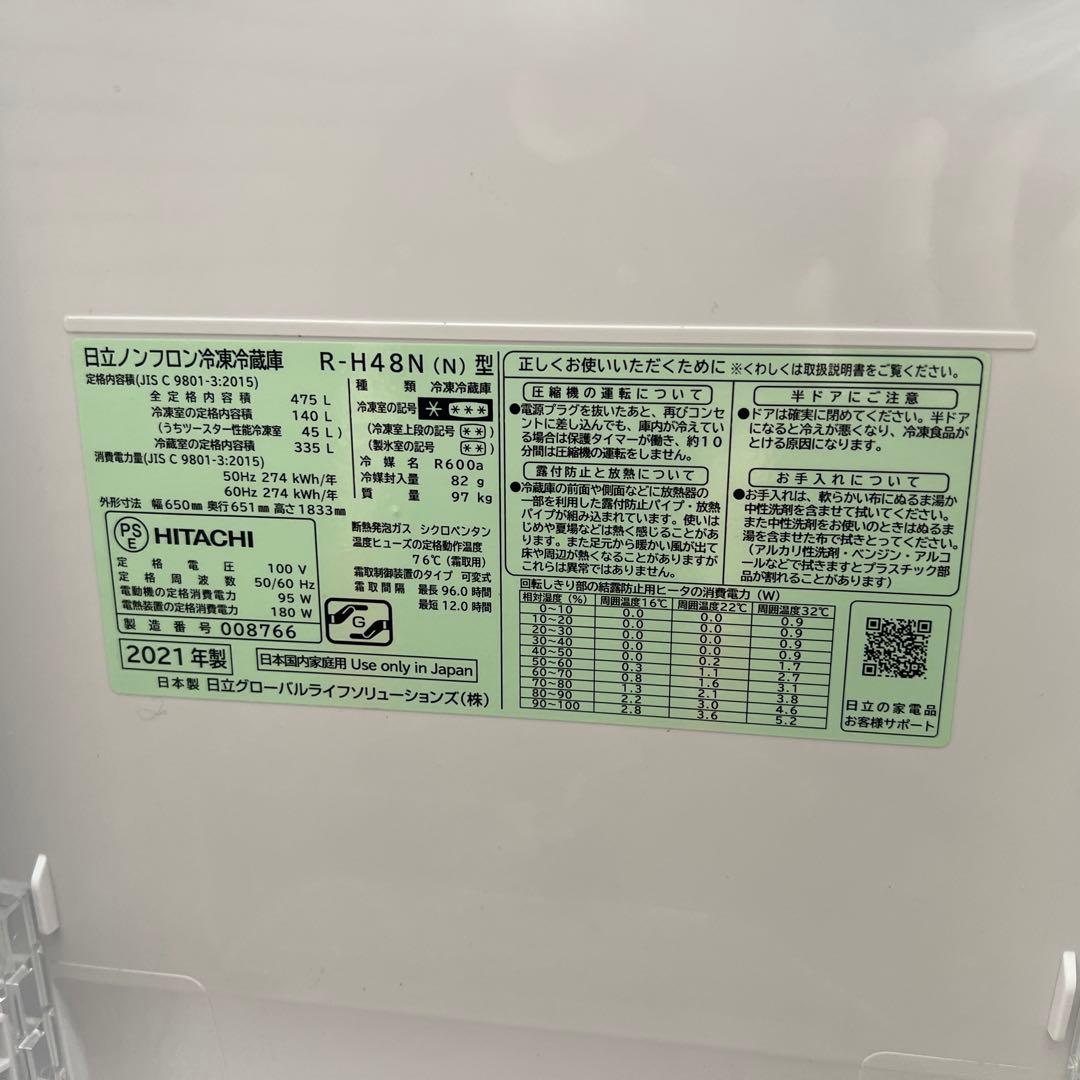 日立ノンフロン冷凍冷蔵庫 R-H48N (N) 型
定格内容積(JIS C 9801-3:2015)
全定格内容積 475 L
冷凍室の定格内容積 140 L
(うちツースター性能冷凍室 45 L)
冷蔵室の定格内容積 335 L
消費電力量(JIS C 9801-3:2015)
50Hz 274 kWh/年
60Hz 274 kWh/年
外形寸法 幅650mm 奥行651mm 高さ1833mm
種類 冷凍冷蔵庫
冷凍室の記号 * ***
(冷凍室上段の記号 **)
(製氷室の記号 **)
冷媒名 R600a
冷媒封入量 82 g
質量 97 kg
PSE HITACHI
定格電圧 100 V
定格周波数 50/60 Hz
電動機の定格消費電力 95 W
電熱装置の定格消費電力 180 W
製造番号 008766
断熱発泡ガス シクロペンタン
温度ヒューズの定格動作温度
76℃(霜取用)
霜取制御装置のタイプ 可変式
霜取間隔 最長 96.0 時間
最短 12.0 時間
G
2021年製
日本国内家庭用 Use only in Japan
日本製 日立グローバルライフソリューションズ(株)
正しくお使いいただくために ※くわしくは取扱説明書をご覧ください。
圧縮機の運転について
●電源プラグを抜いたあと、再びコンセ
ントに差し込んでも、庫内が冷えてい
る場合は保護タイマーが働き、約10
分間は圧縮機の運転をしません。
露付防止と放熱について
●冷蔵庫の前面や側面などに放熱器の
一部を利用した露付防止パイプ・放熱
パイプが組み込まれています。使いは
じめや夏場などは熱く感じることがあり
ます。また足元から暖かい風が出て
床や周辺が熱くなることがありますが
これらは異常ではありません。
半ドアにご注意
●ドアは確実に閉めてください。半ドア
になると冷えが悪くなり、冷凍食品が
とける原因になります。
お手入れについて
●お手入れは、軟らかい布にぬるま湯か
中性洗剤を含ませて拭いてください。
また中性洗剤をお使いのときはぬるま
湯を含ませた布で拭きとってください。
(アルカリ性洗剤・ベンジン・アルコ
ールなどで拭きますとプラスチック部
品が割れることがあります)
回転しきり部の結露防止用ヒータの消費電力(W)
相対湿度(%) 周囲温度16℃ 周囲温度22℃ 周囲温度32℃
0~10 0.0 0.0 0.9
10~20 0.0 0.0 0.9
20~30 0.0 0.0 0.9
30~40 0.0 0.0 0.9
40~50 0.0 0.2 1.7
50~60 0.3 1.1 2.7
60~70 0.8 1.6 3.1
70~80 1.3 2.1 3.8
80~90 2.2 3.0 4.6
90~100 2.8 3.6 5.2
日立の家電品
お客様サポート